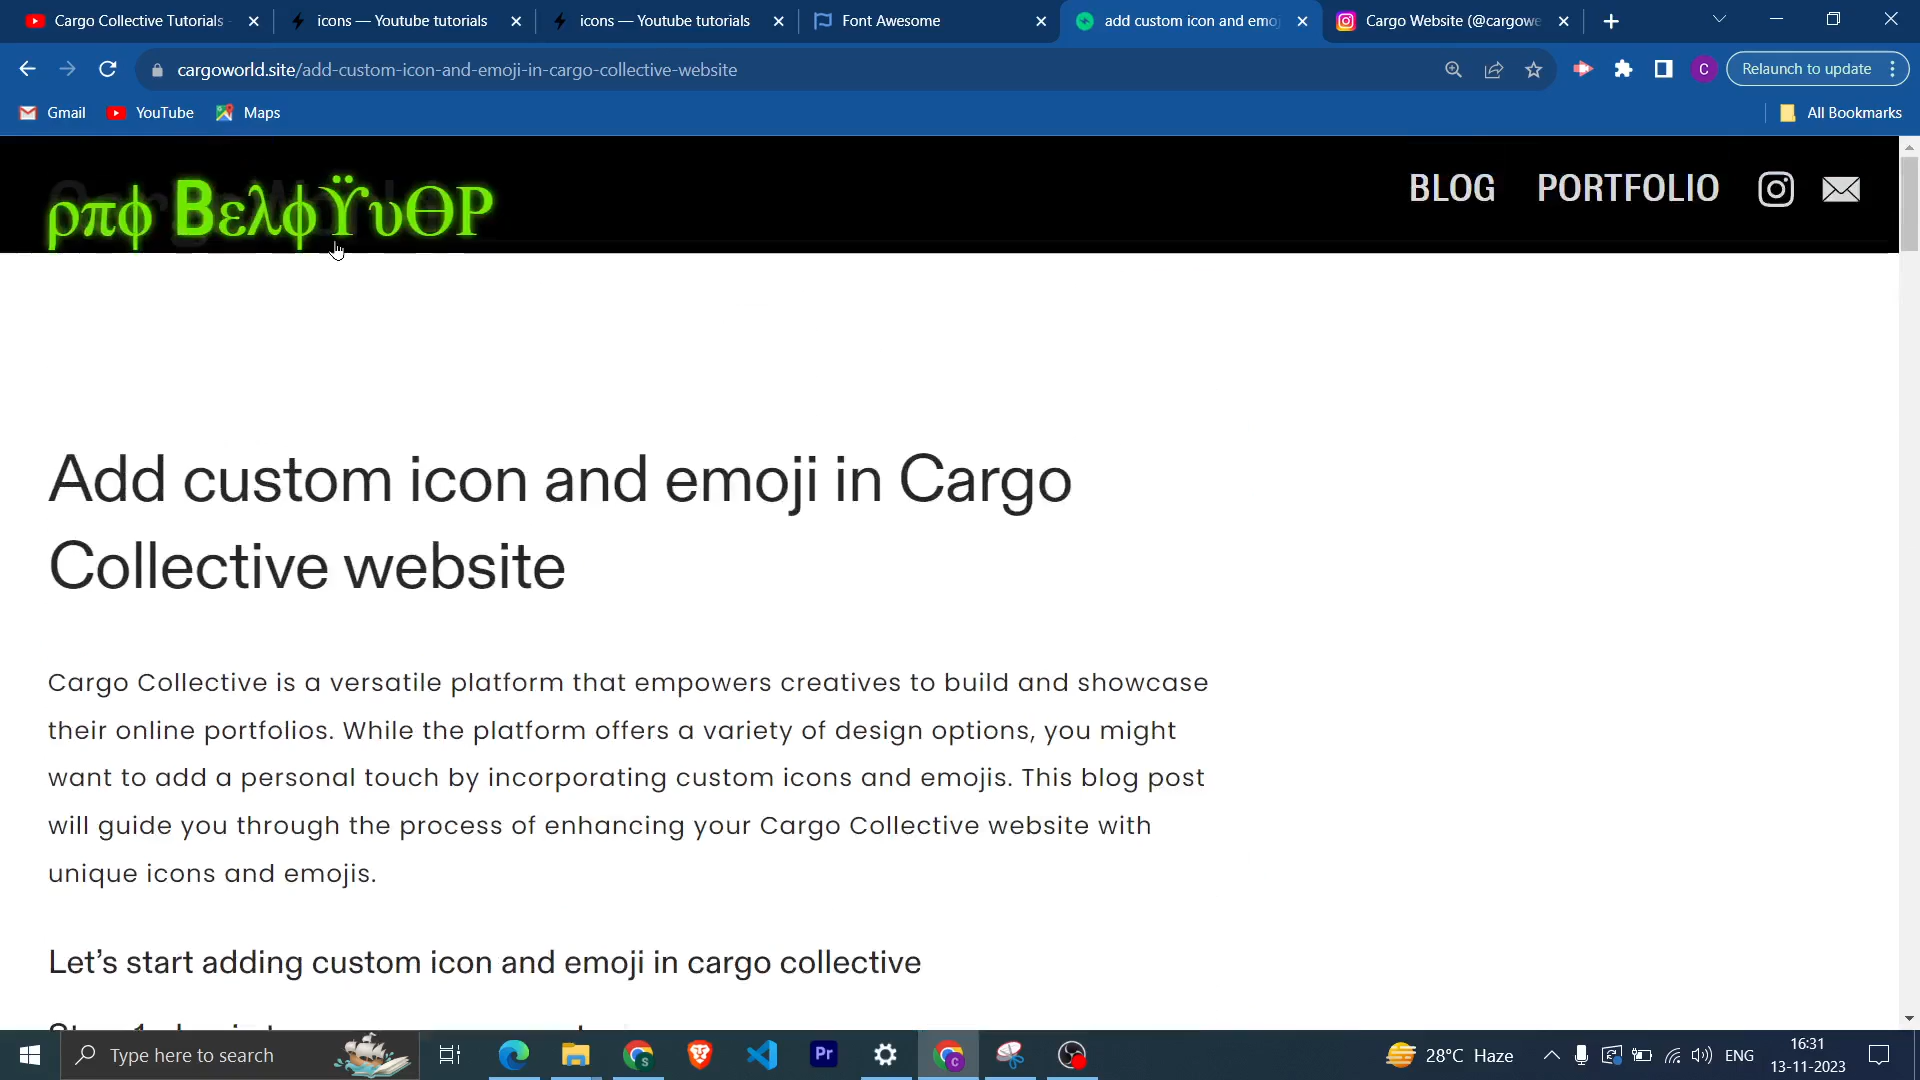 Cargo Collective Tutorials - icons — Youtube tutorials icons — Youtube tutorials Font Awesome add custom icon and emoj Cargo Website (@cargowe
cargoworld.site/add-custom-icon-and-emoji-in-cargo-collective-website C Relaunch to update
Gmail YouTube Maps All Bookmarks
ρπϕ ΒελϕΫυΘΡ BLOG PORTFOLIO
Add custom icon and emoji in Cargo
Collective website
Cargo Collective is a versatile platform that empowers creatives to build and showcase
their online portfolios. While the platform offers a variety of design options, you might
want to add a personal touch by incorporating custom icons and emojis. This blog post
will guide you through the process of enhancing your Cargo Collective website with
unique icons and emojis.
Let’s start adding custom icon and emoji in cargo collective
Type here to search S Pr C 28°C Haze ENG 16:31
13-11-2023